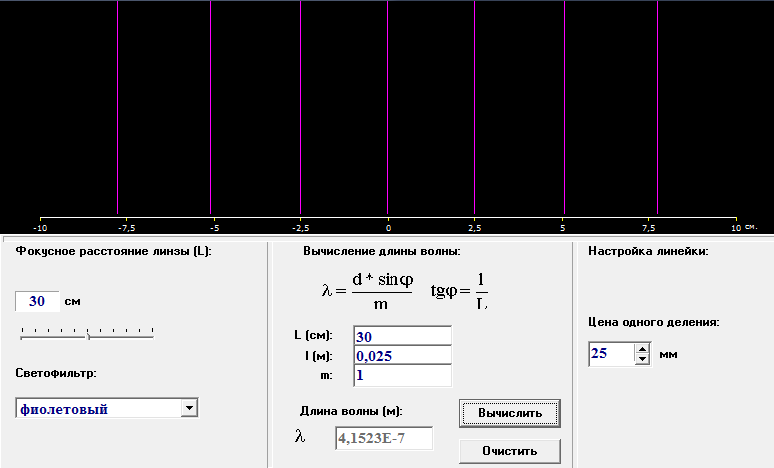 -10 -7,5 -5 -2,5 0 2,5 5 7,5 10 см.
Фокусное расстояние линзы (L):
30 см
Светофильтр:
фиолетовый
Вычисление длины волны:
λ = d * sinφ / m tgφ = l / L
L (см): 30
l (м): 0,025
m: 1
Длина волны (м):
λ 4,1523E-7
Вычислить
Очистить
Настройка линейки:
Цена одного деления:
25 мм